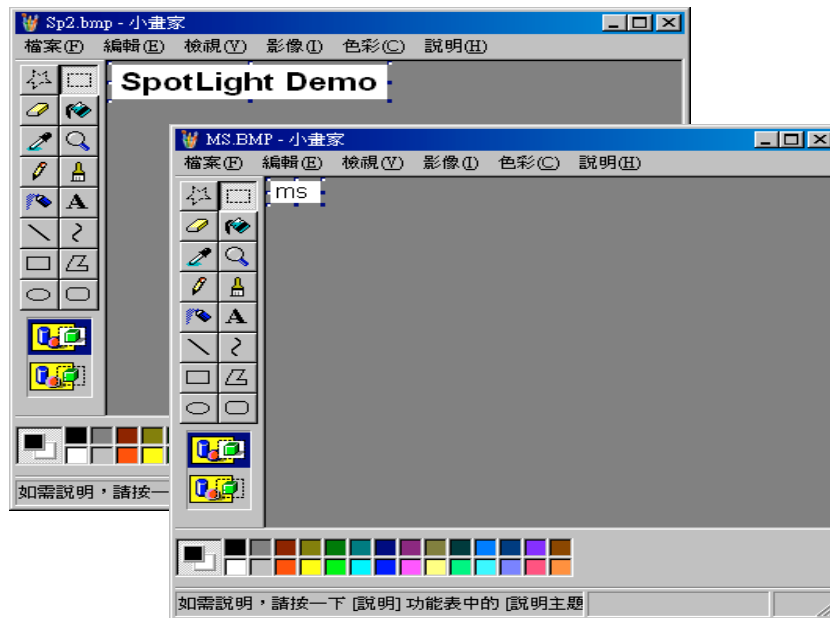 Sp2.bmp - 小畫家
檔案(F) 編輯(E) 檢視(V) 影像(I) 色彩(C) 說明(H)
SpotLight Demo
A
如需說明，請按一
MS.BMP - 小畫家
檔案(F) 編輯(E) 檢視(V) 影像(I) 色彩(C) 說明(H)
ms
A
如需說明，請按一下 [說明] 功能表中的 [說明主題